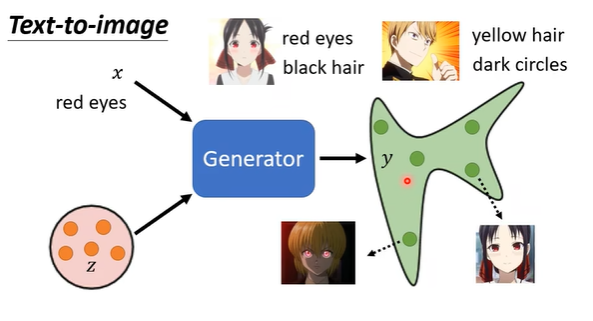 Text-to-image
x
red eyes
red eyes
black hair
yellow hair
dark circles
Generator
y
z